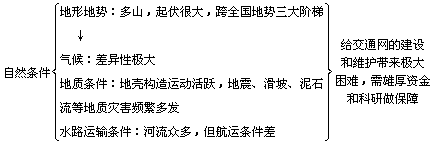 地形地势：多山，起伏很大，跨全国地势三大阶梯
↓
气候：差异性极大
自然条件
地质条件：地壳构造运动活跃，地震、滑坡、泥石
流等地质灾害频繁多发
水路运输条件：河流众多，但航运条件差
给交通网的建设
和维护带来极大
困难，需雄厚资金
和科研做保障